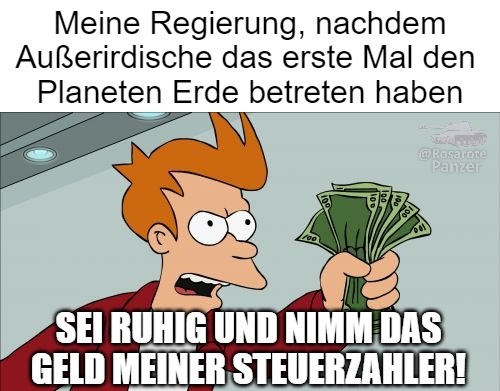 Meine Regierung, nachdem
Außerirdische das erste Mal den
Planeten Erde betreten haben
@Rosarote
Panzer
SEI RUHIG UND NIMM DAS
GELD MEINER STEUERZAHLER!